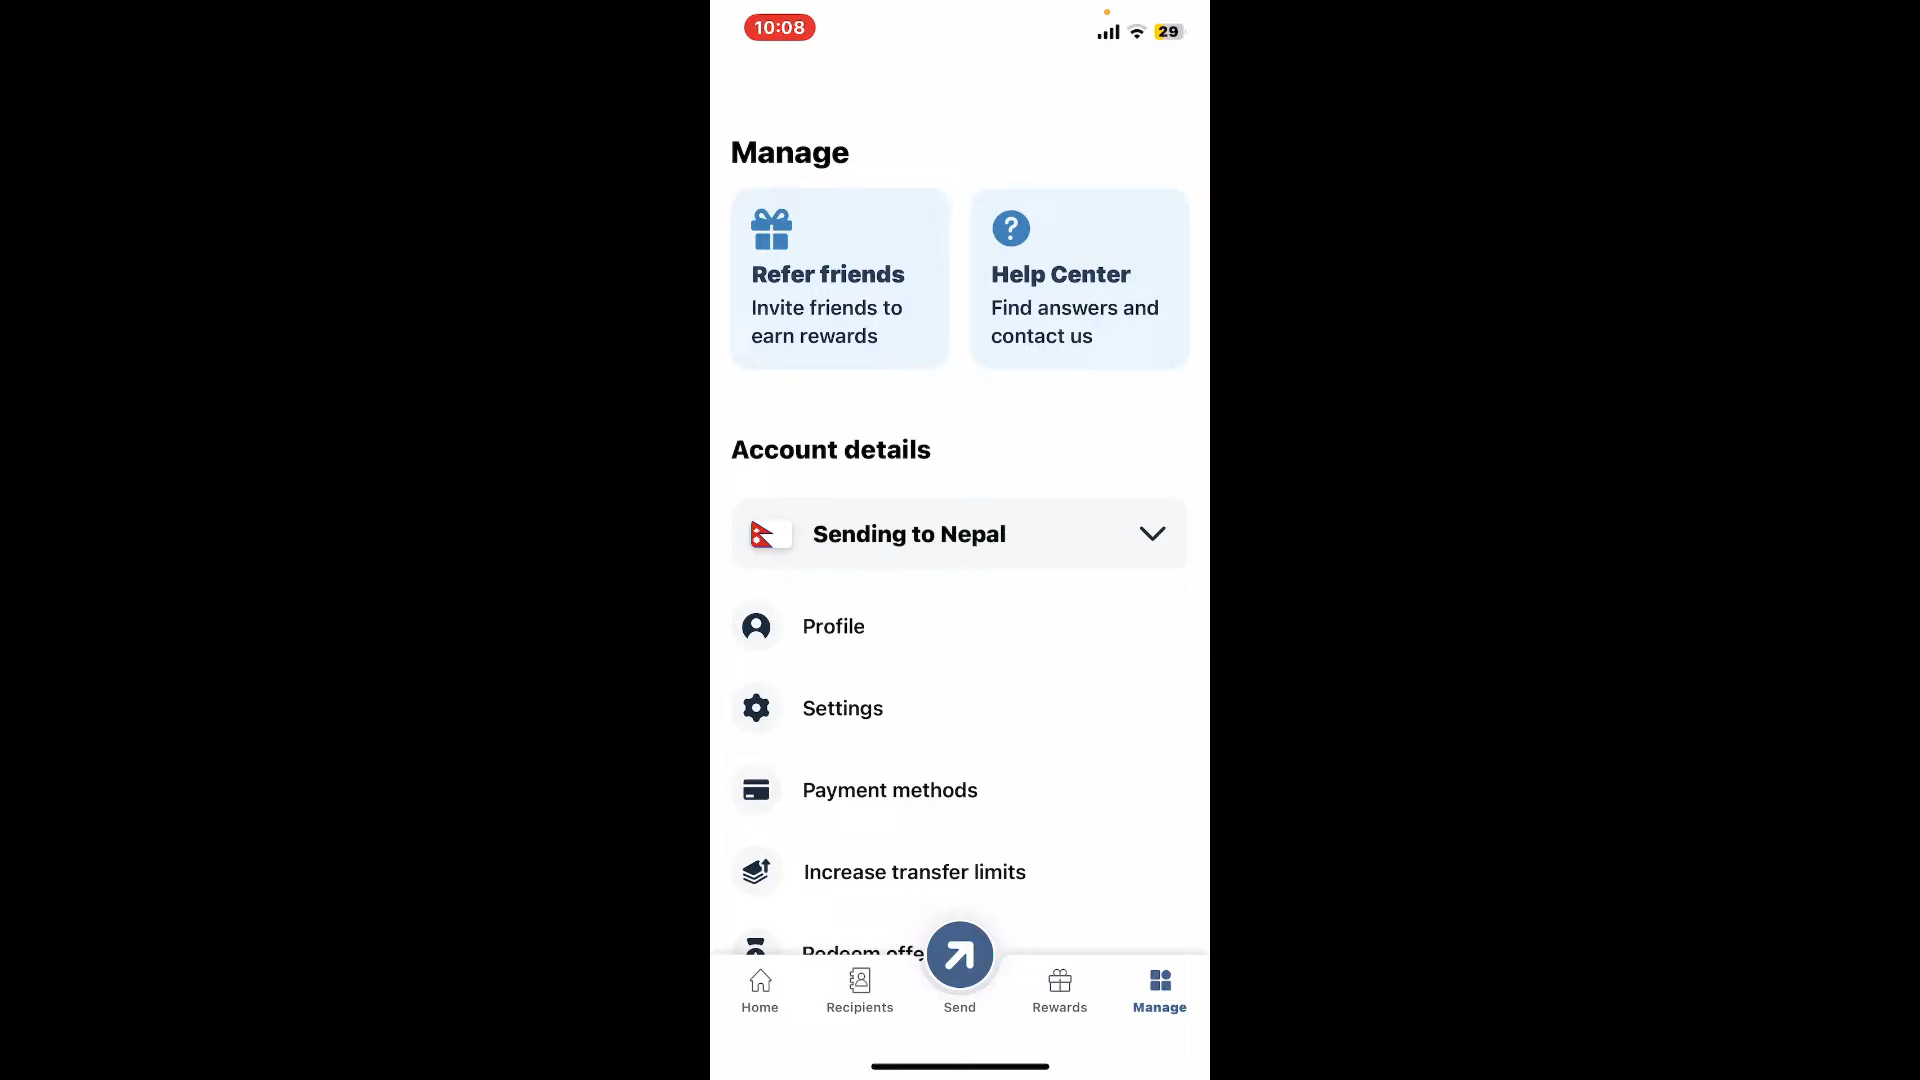 10:08
29
Manage
Refer friends
Invite friends to
earn rewards
Help Center
Find answers and
contact us
Account details
Sending to Nepal
Profile
Settings
Payment methods
Increase transfer limits
Redeem offe
Home
Recipients
Send
Rewards
Manage